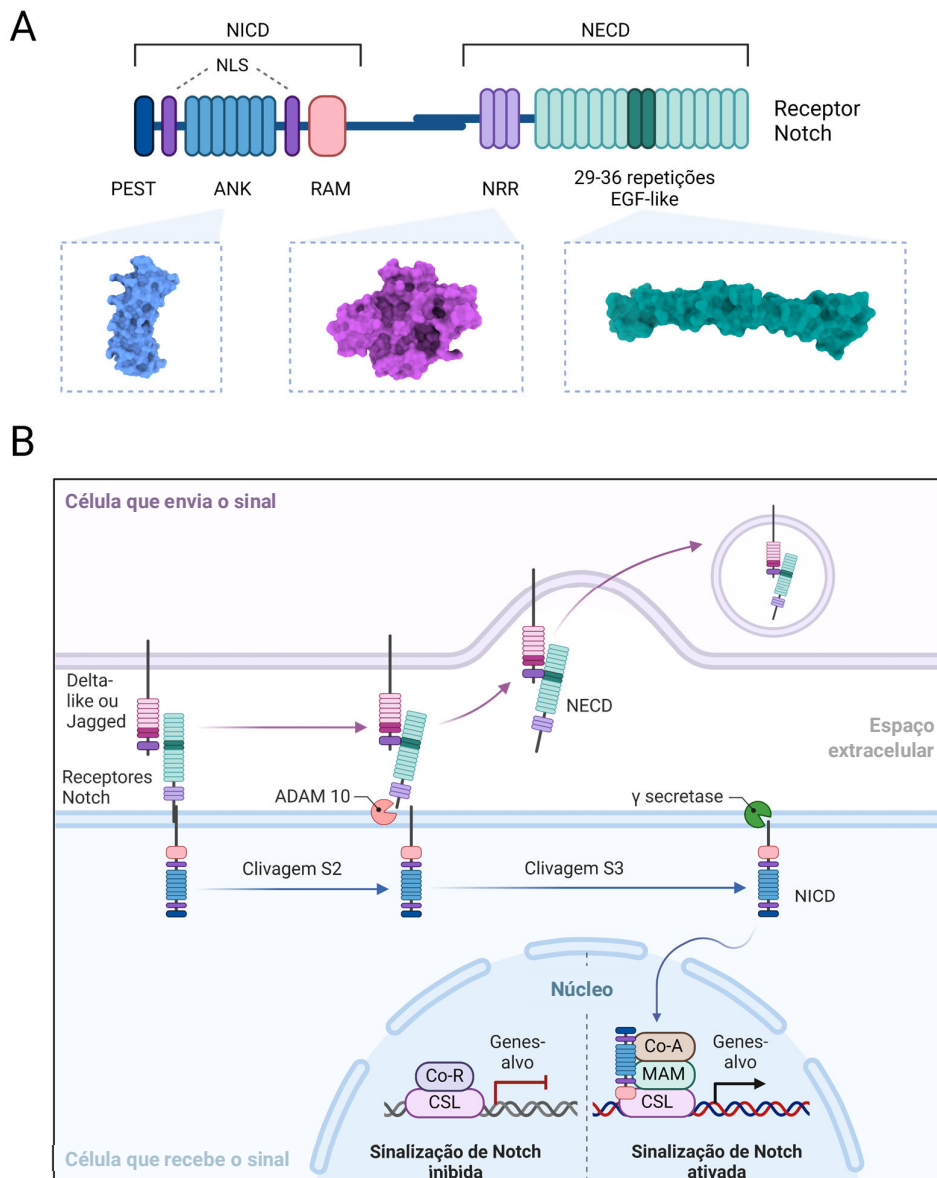 A
NICD
NECD
NLS
Receptor
Notch
PEST
ANK
RAM
NRR
29-36 repetições
EGF-like
B
Célula que envia o sinal
Delta-
like ou
Jagged
NECD
Espaço
extracelular
Receptores
Notch
ADAM 10
γ secretase
Clivagem S2
Clivagem S3
NICD
Núcleo
Genes-
alvo
Co-R
CSL
Co-A
MAM
CSL
Genes-
alvo
Sinalização de Notch
inibida
Sinalização de Notch
ativada
Célula que recebe o sinal